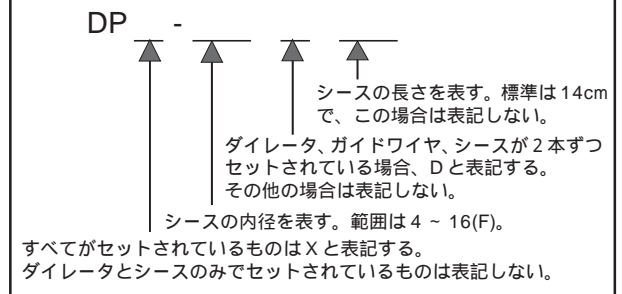 DP -
シースの長さを表す。標準は14cm
で、この場合は表記しない。
ダイレータ、ガイドワイヤ、シースが2本ずつ
セットされている場合、Dと表記する。
その他の場合は表記しない。
シースの内径を表す。範囲は4 ~ 16(F)。
すべてがセットされているものはXと表記する。
ダイレータとシースのみでセットされているものは表記しない。